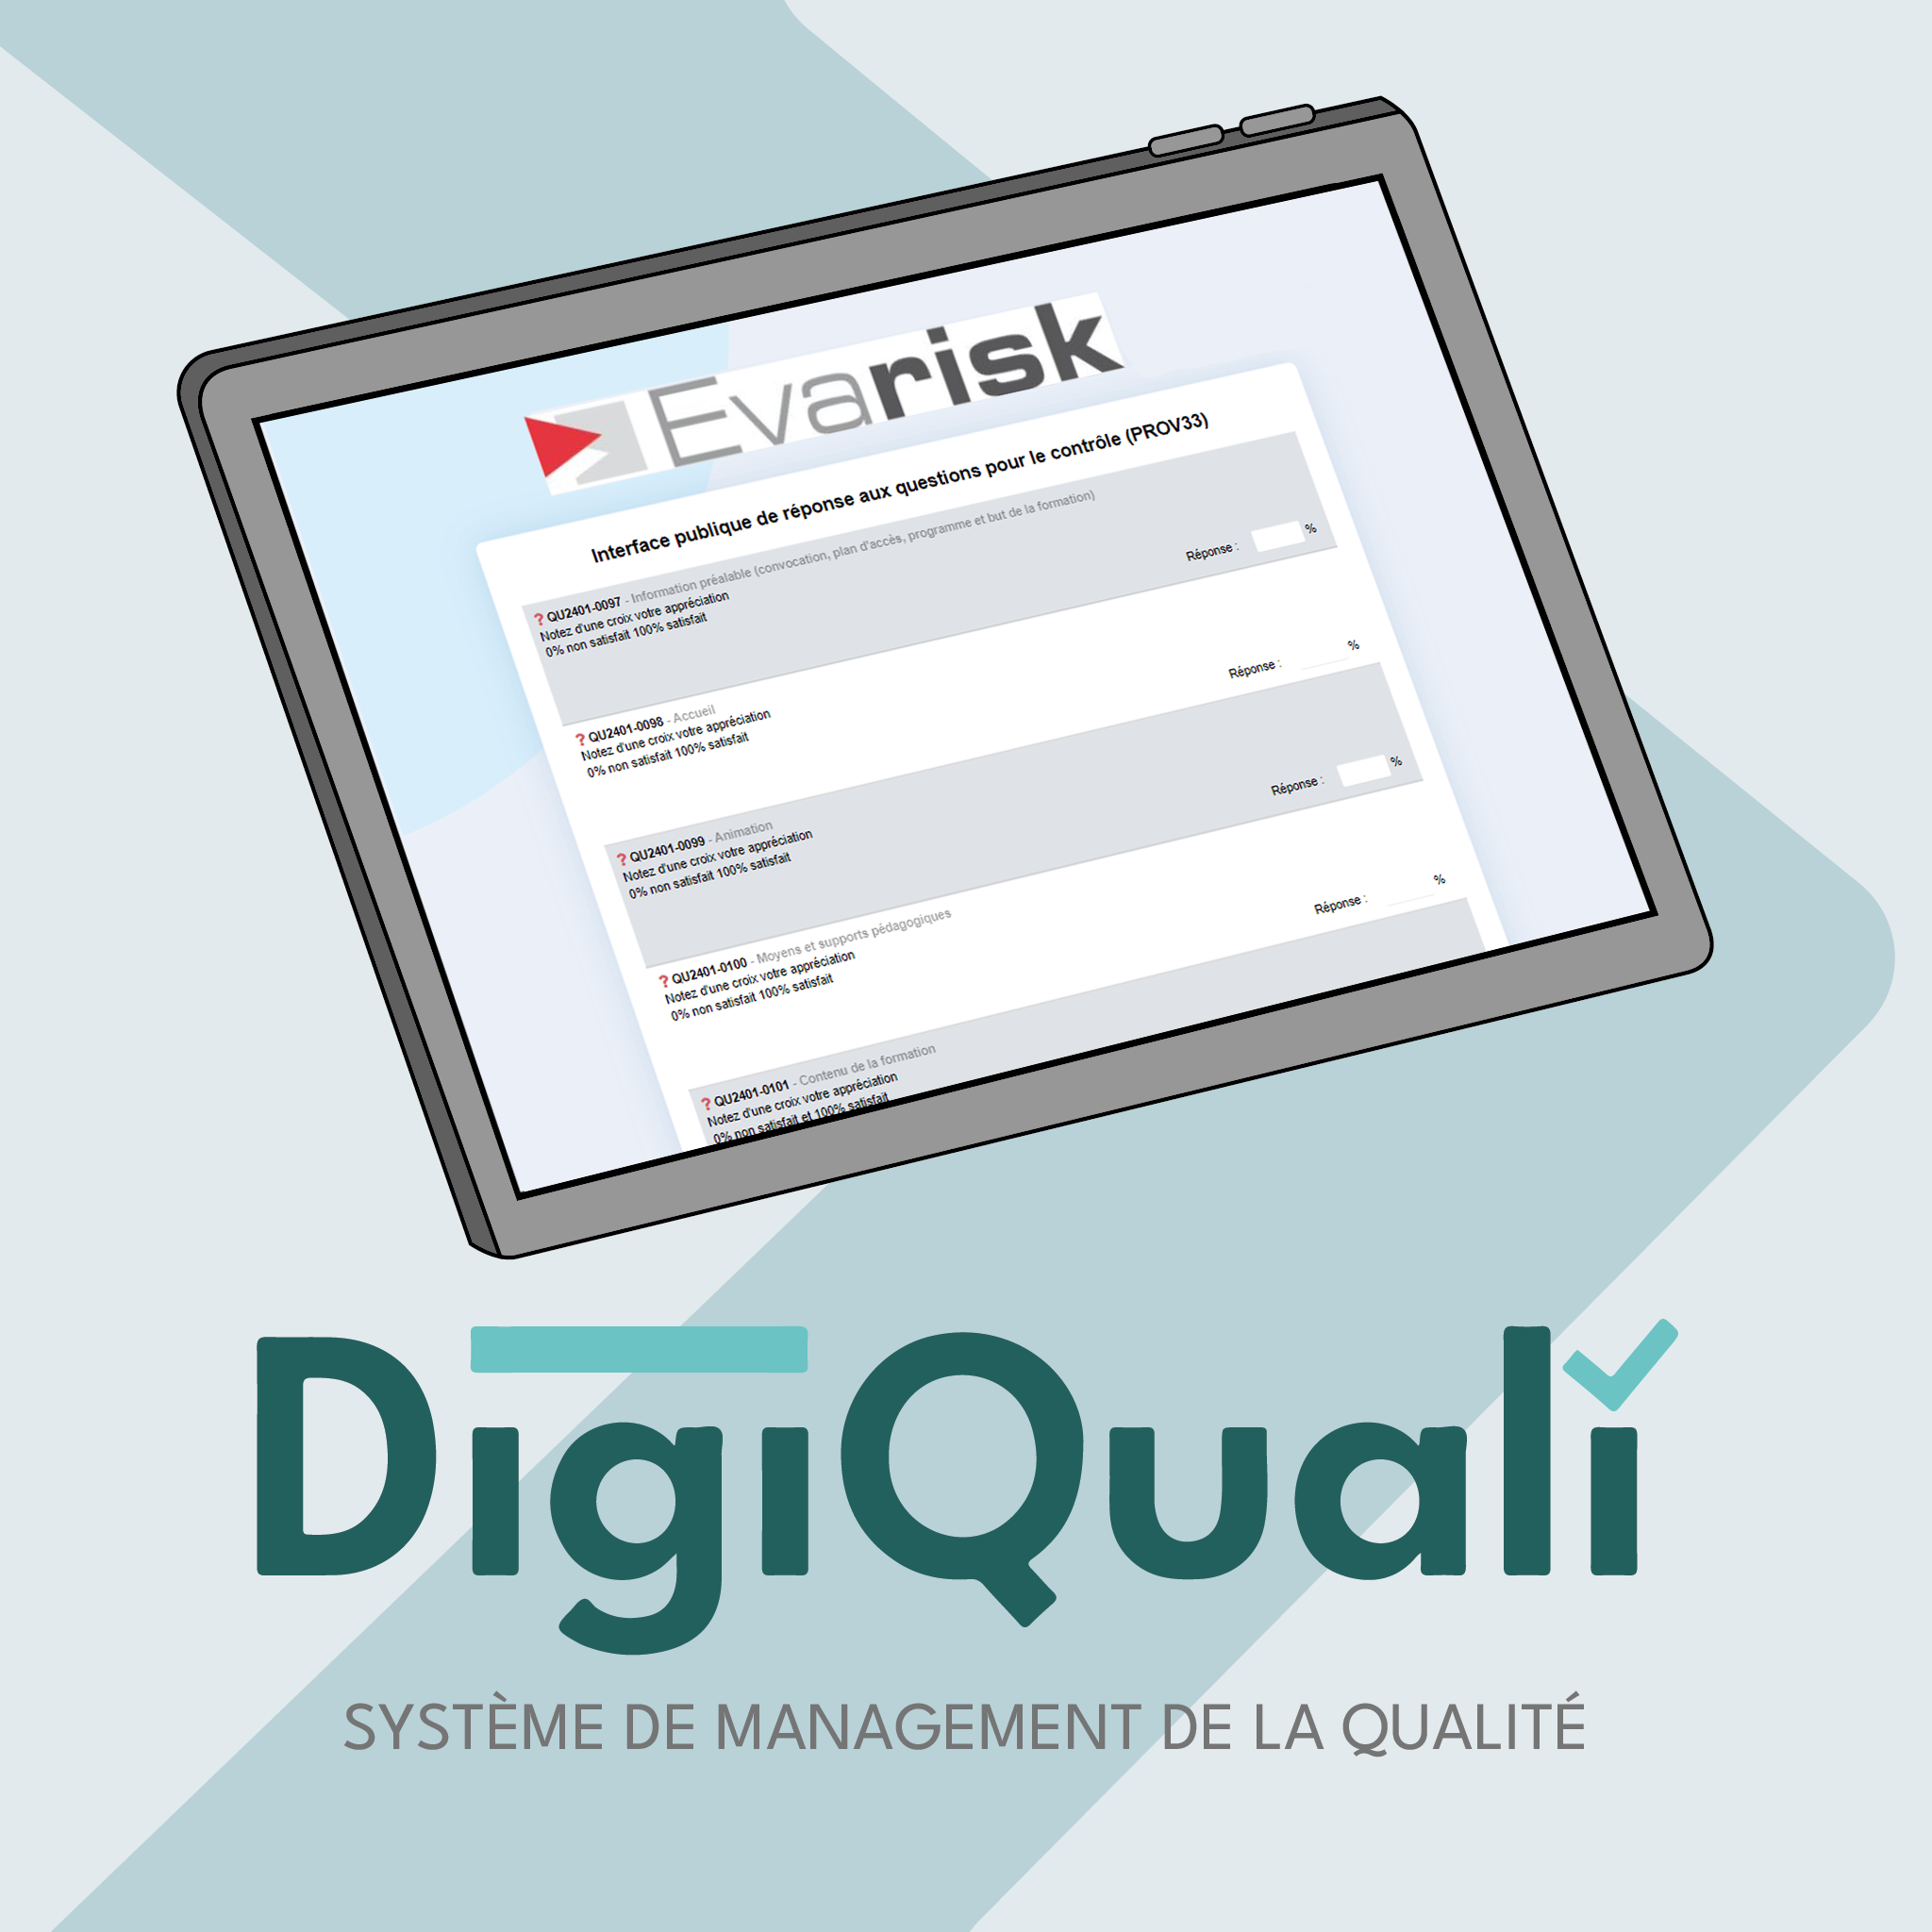 Evarisk
Interface publique de réponse aux questions pour le contrôle (PROV33)
? QU2401-0097 - Information préalable (convocation, plan d'accès, programme et but de la formation)
Notez d'une croix votre appréciation
0% non satisfait 100% satisfait
Réponse : %
? QU2401-0098 - Accueil
Notez d'une croix votre appréciation
0% non satisfait 100% satisfait
Réponse : %
? QU2401-0099 - Animation
Notez d'une croix votre appréciation
0% non satisfait 100% satisfait
Réponse : %
? QU2401-0100 - Moyens et supports pédagogiques
Notez d'une croix votre appréciation
0% non satisfait 100% satisfait
Réponse : %
? QU2401-0101 - Contenu de la formation
Notez d'une croix votre appréciation
0% non satisfait et 100% satisfait
DigiQuali
SYSTÈME DE MANAGEMENT DE LA QUALITÉ